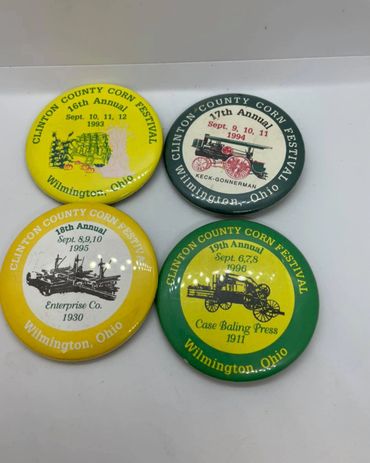 CLINTON COUNTY CORN FESTIVAL
16th Annual
Sept. 10, 11, 12
1993
Wilmington, Ohio
CLINTON COUNTY CORN FESTIVAL
17th Annual
Sept. 9, 10, 11
1994
KECK-GONNERMAN
Wilmington, Ohio
CLINTON COUNTY CORN FESTIVAL
18th Annual
Sept. 8,9,10
1995
Enterprise Co.
1930
Wilmington, Ohio
CLINTON COUNTY CORN FESTIVAL
19th Annual
Sept. 6,7,8
1996
Case Baling Press
1911
Wilmington, Ohio